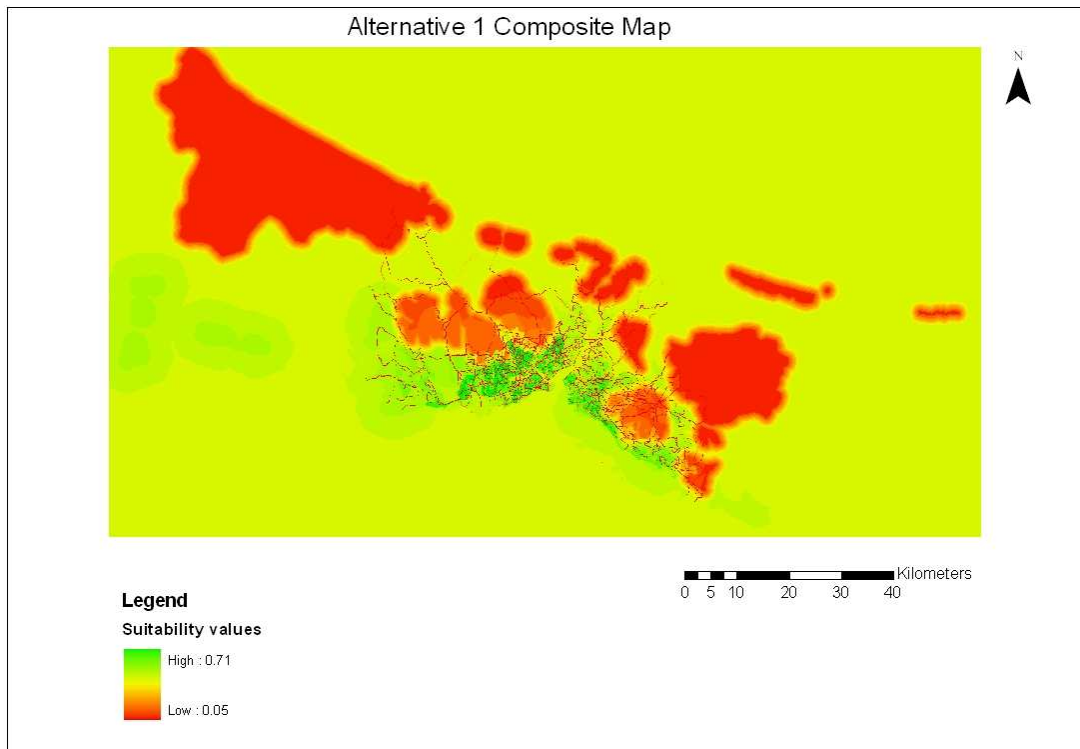 Alternative 1 Composite Map
N
Kilometers
0 5 10 20 30 40
Legend
Suitability values
High : 0.71
Low : 0.05